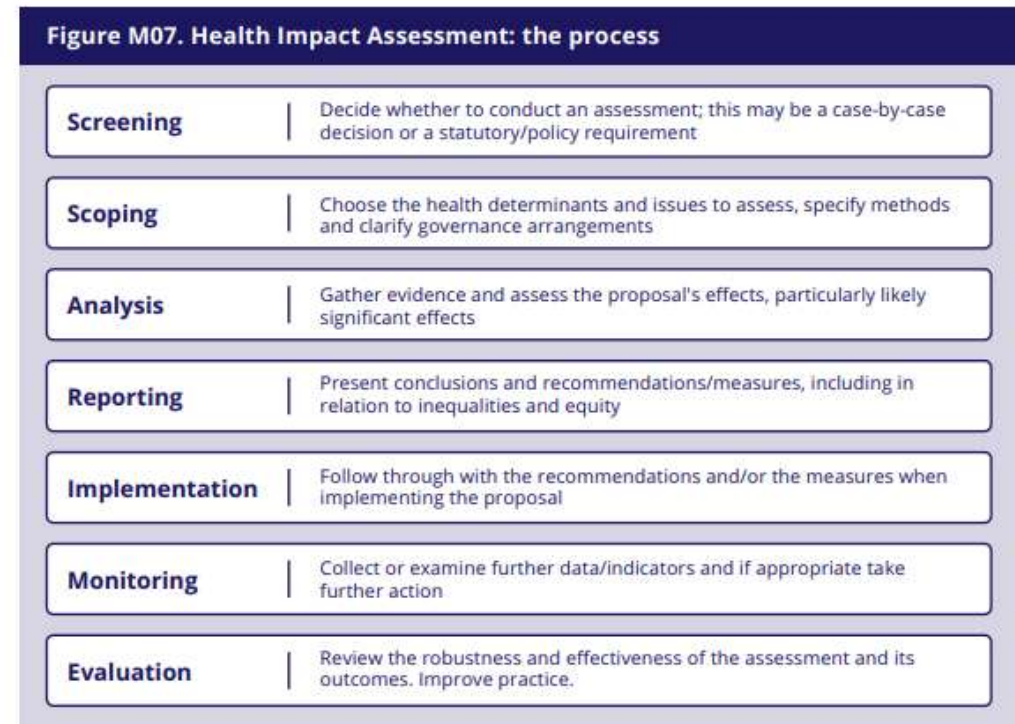 Figure M07. Health Impact Assessment: the process
Screening
Decide whether to conduct an assessment; this may be a case-by-case
decision or a statutory/policy requirement
Scoping
Choose the health determinants and issues to assess, specify methods
and clarify governance arrangements
Analysis
Gather evidence and assess the proposal's effects, particularly likely
significant effects
Reporting
Present conclusions and recommendations/measures, including in
relation to inequalities and equity
Implementation
Follow through with the recommendations and/or the measures when
implementing the proposal
Monitoring
Collect or examine further data/indicators and if appropriate take
further action
Evaluation
Review the robustness and effectiveness of the assessment and its
outcomes. Improve practice.